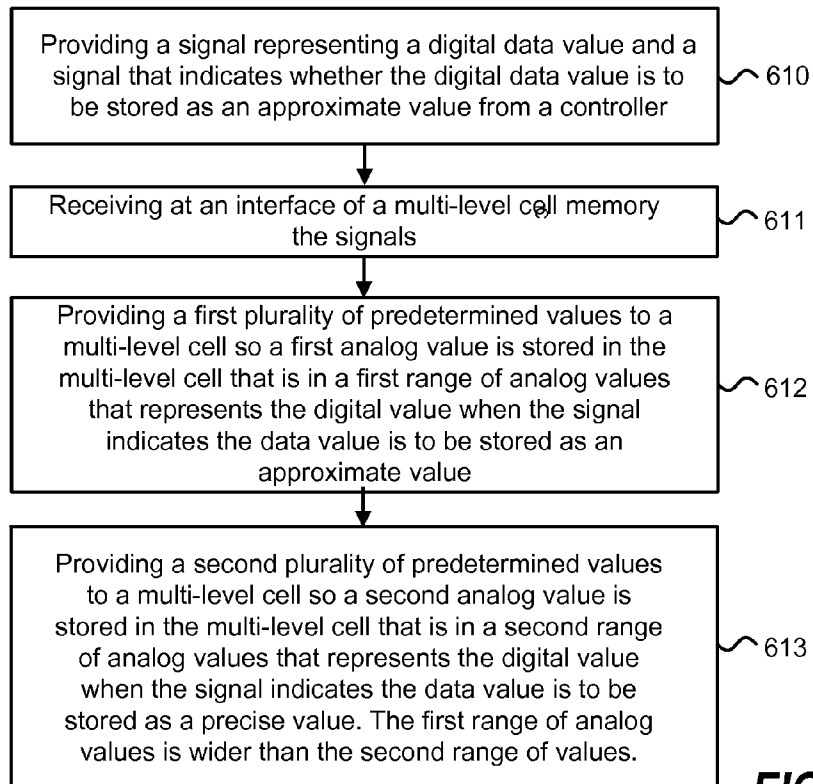 Providing a signal representing a digital data value and a
signal that indicates whether the digital data value is to
be stored as an approximate value from a controller
610
Receiving at an interface of a multi-level cell memory
the signals
611
Providing a first plurality of predetermined values to a
multi-level cell so a first analog value is stored in the
multi-level cell that is in a first range of analog values
that represents the digital value when the signal
indicates the data value is to be stored as an
approximate value
612
Providing a second plurality of predetermined values
to a multi-level cell so a second analog value is
stored in the multi-level cell that is in a second range
of analog values that represents the digital value
when the signal indicates the data value is to be
stored as a precise value. The first range of analog
values is wider than the second range of values.
613